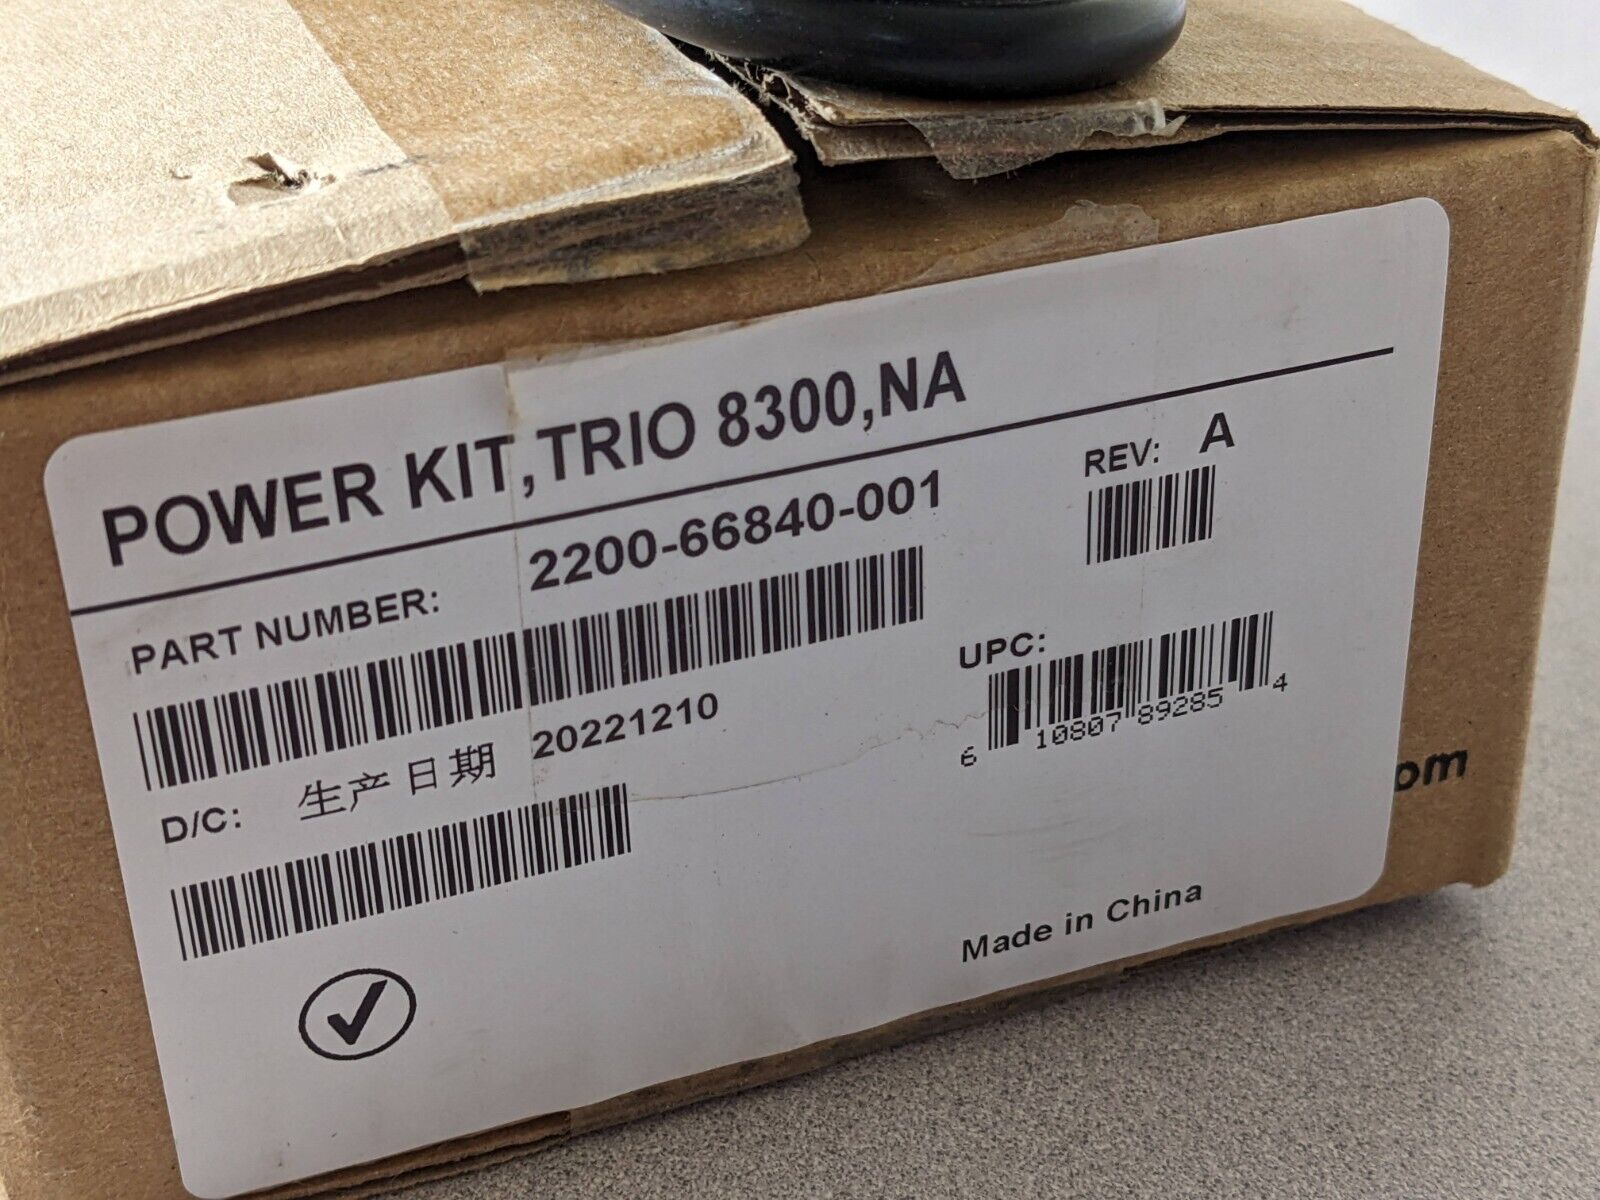 POWER KIT,TRIO 8300,NA
PART NUMBER: 2200-66840-001
REV: A
D/C: 生产日期 20221210
UPC:
6 10807 89285 4
om
Made in China